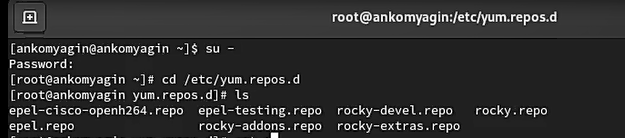 root@ankomyagin:/etc/yum.repos.d
[ankomyagin@ankomyagin ~]$ su -
Password:
[root@ankomyagin ~]# cd /etc/yum.repos.d
[root@ankomyagin yum.repos.d]# ls
epel-cisco-openh264.repo  epel-testing.repo  rocky-devel.repo   rocky.repo
epel.repo                 rocky-addons.repo  rocky-extras.repo